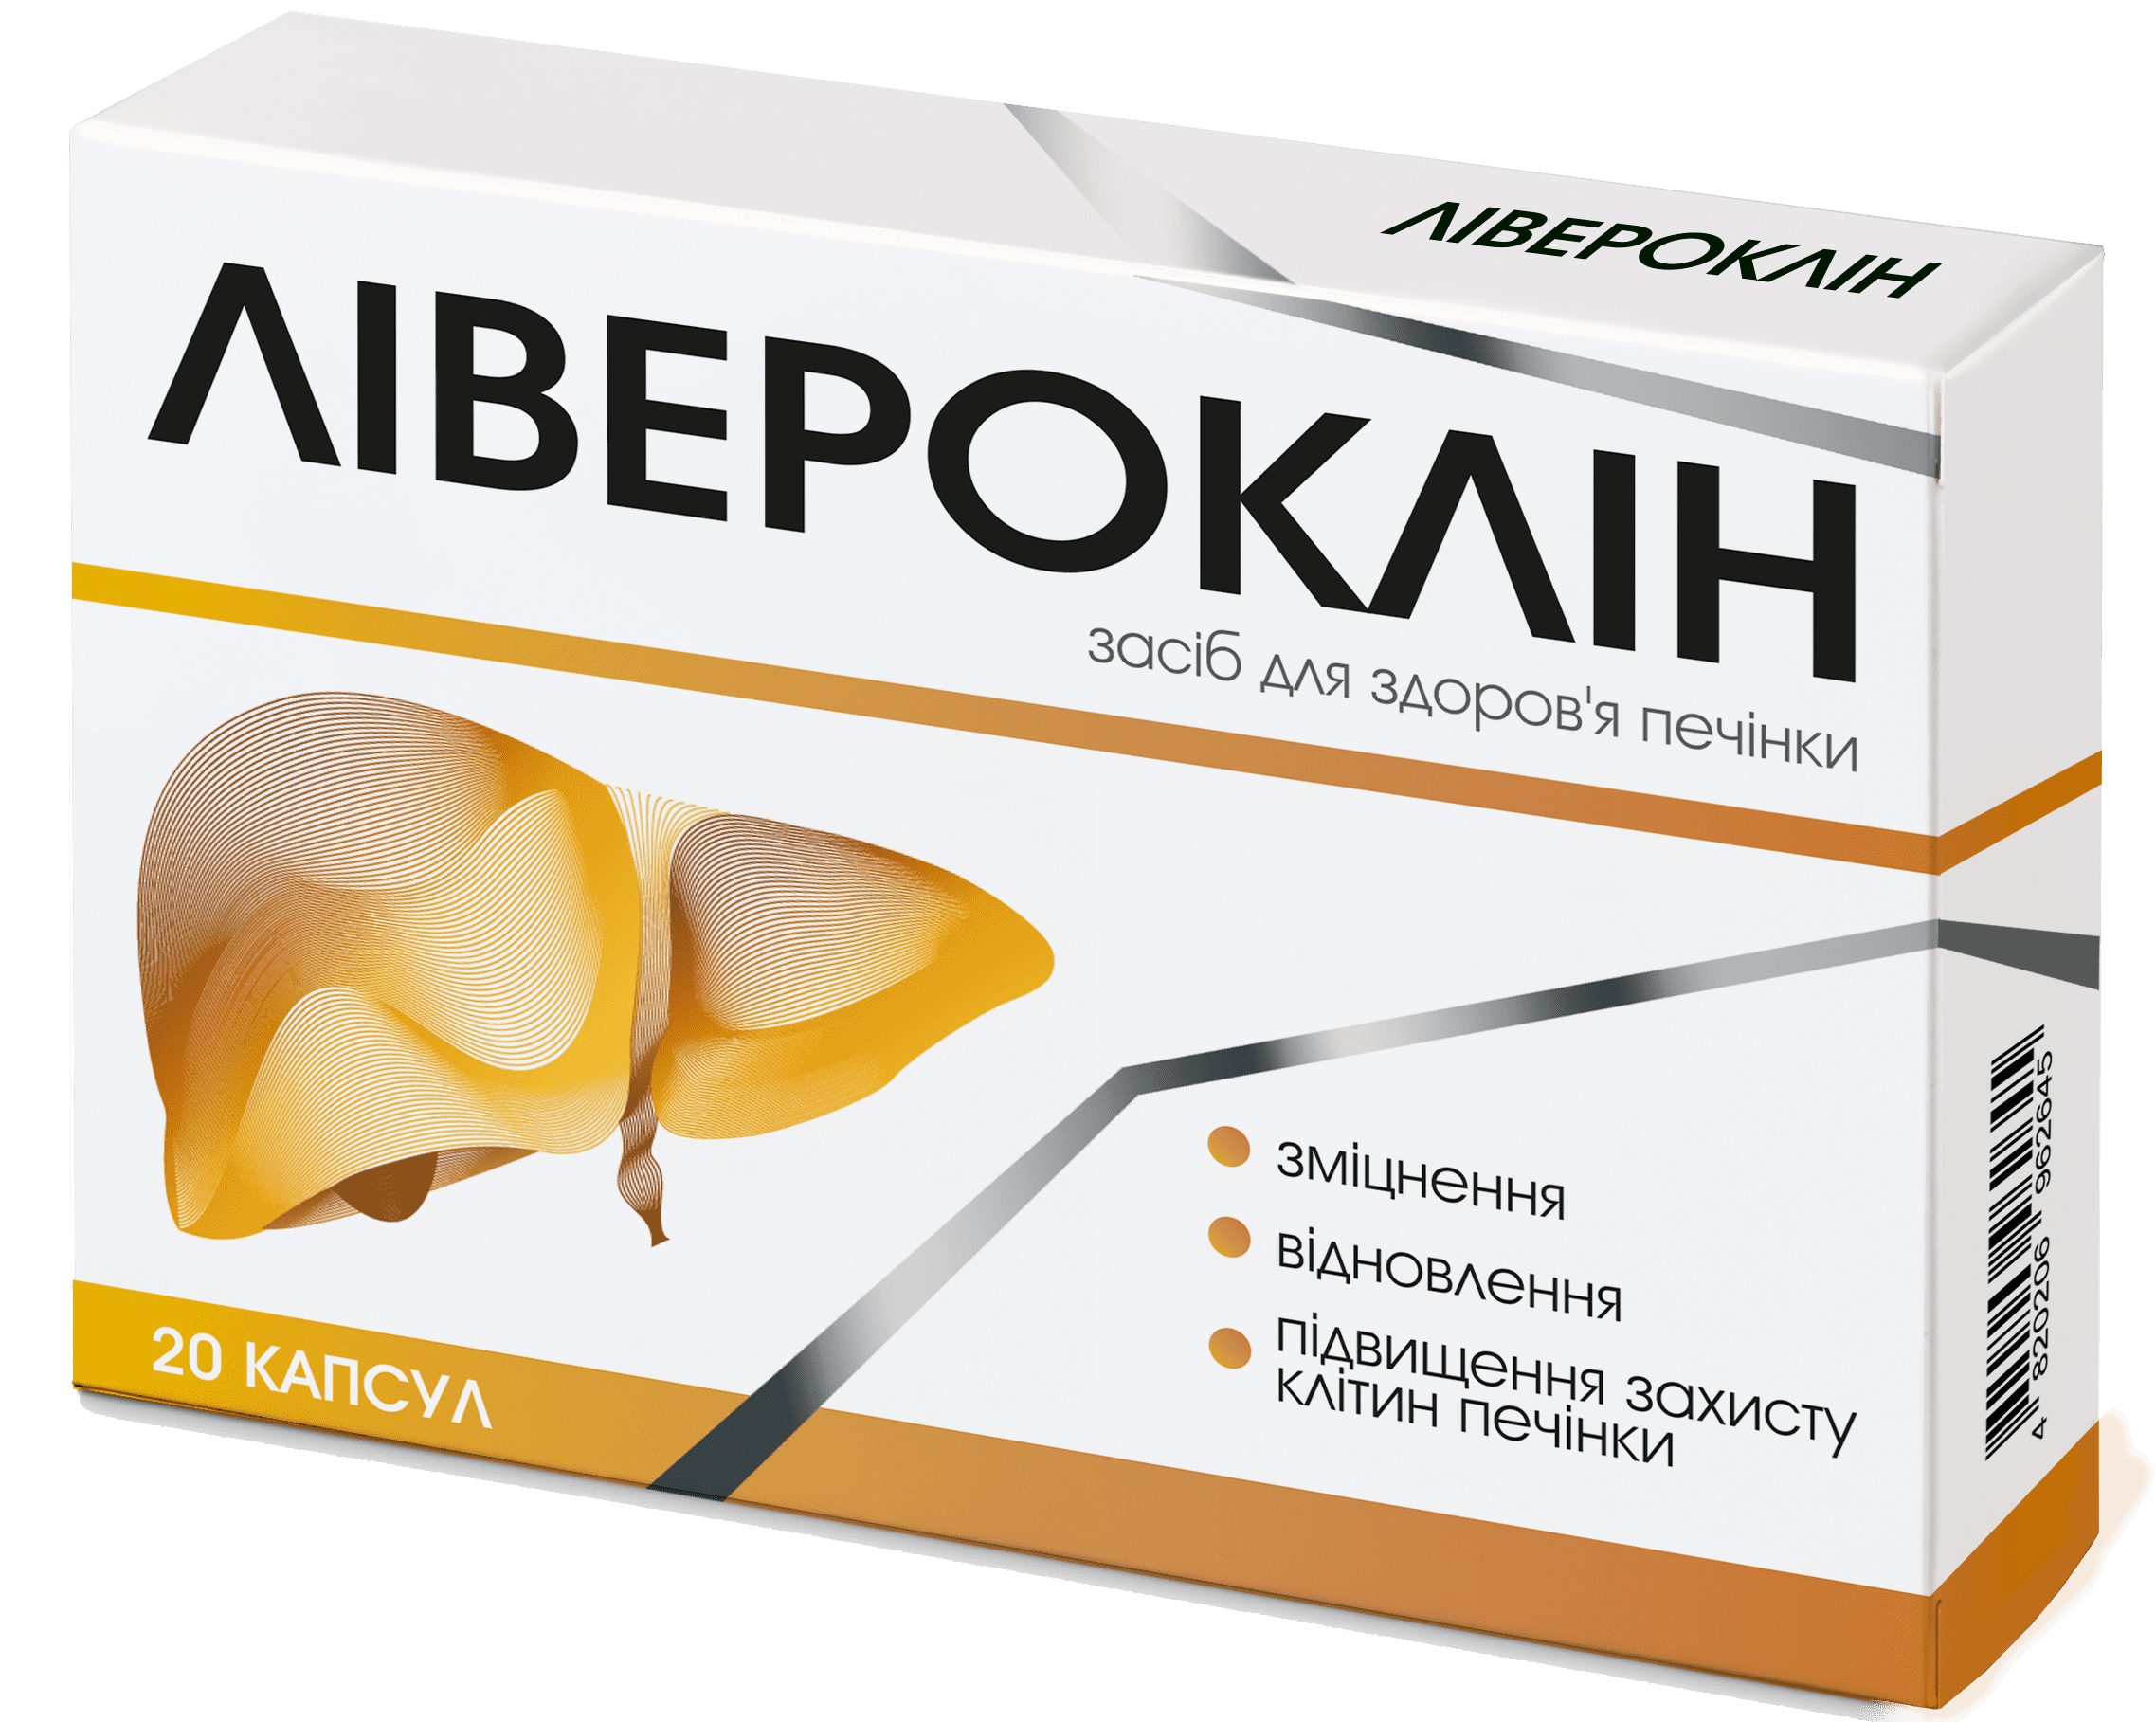 ЛІВЕРОКЛІН
ЛІВЕРОКЛІН
засіб для здоров'я печінки
зміцнення
відновлення
підвищення захисту
клітин печінки
20 КАПСУЛ
4 820206 962645